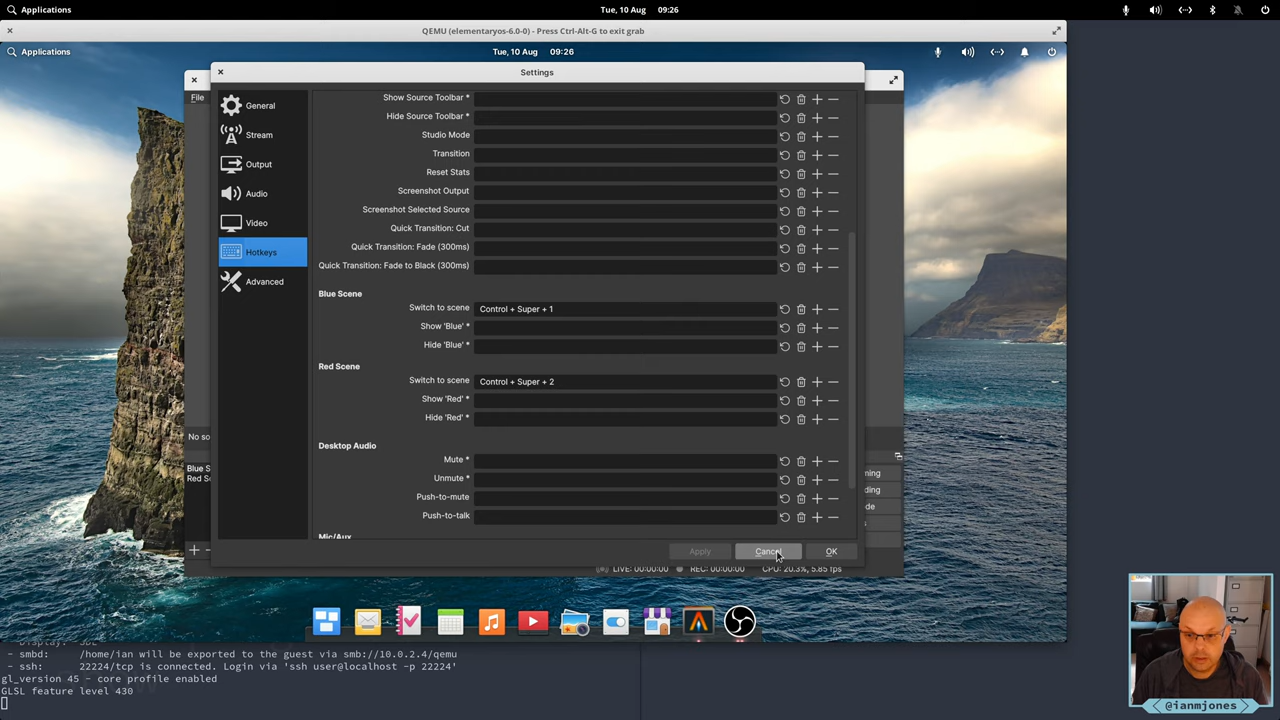 Applications
Tue, 10 Aug 09:26
QEMU (elementaryos-6.0-0) - Press Ctrl-Alt-G to exit grab
Applications
Tue, 10 Aug 09:26
Settings
File
General
Stream
Output
Audio
Video
Hotkeys
Advanced
Show Source Toolbar *
Hide Source Toolbar *
Studio Mode
Transition
Reset Stats
Screenshot Output
Screenshot Selected Source
Quick Transition: Cut
Quick Transition: Fade (300ms)
Quick Transition: Fade to Black (300ms)
Blue Scene
Switch to scene Control + Super + 1
Show 'Blue' *
Hide 'Blue' *
Red Scene
Switch to scene Control + Super + 2
Show 'Red' *
Hide 'Red' *
Desktop Audio
Mute *
Unmute *
Push-to-mute
Push-to-talk
Mic/Aux
Apply Cancel OK
No so
Blue S
Red Sc
ming
ding
de
LIVE: 00:00:00 REC: 00:00:00 CPU: 20.3%, 5.85 fps
- Display: SDL
- smbd: /home/ian will be exported to the guest via smb://10.0.2.4/qemu
- ssh: 22224/tcp is connected. Login via 'ssh user@localhost -p 22224'
gl_version 45 - core profile enabled
GLSL feature level 430
@ianmjones